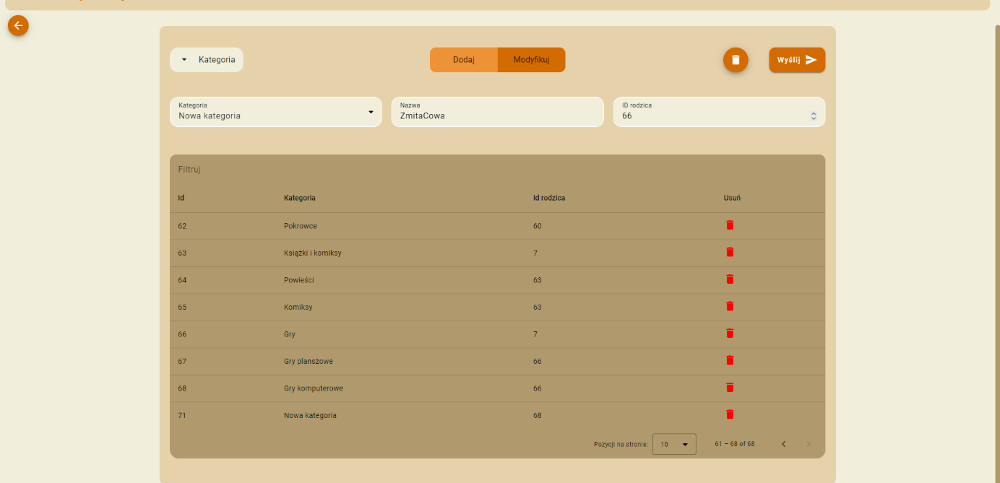 Kategoria
Dodaj
Modyfikuj
Wyślij
Kategoria
Nazwa
ID rodzica
Nowa kategoria
ZmitaCowa
66
Filtruj
Id Kategoria Id rodzica Usuń
62 Pokrowce 60
63 Książki i komiksy 7
64 Powieści 63
65 Komiksy 63
66 Gry 7
67 Gry planszowe 66
68 Gry komputerowe 66
71 Nowa kategoria 68
Pozycji na stronie: 10 61 – 68 of 68